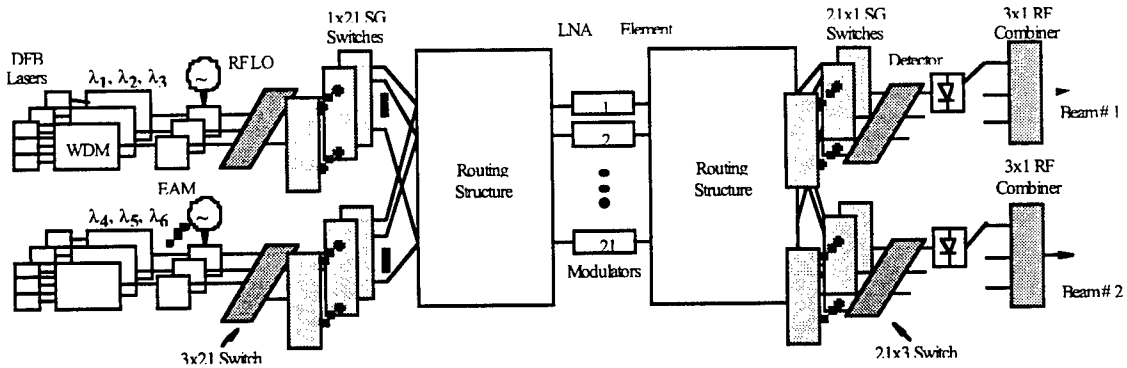 1x21 SG
Switches
LNA Element
21x1 SG
Switches
3x1 RF
Combiner
DFB
Lasers
λ1, λ2, λ3
RF LO
Detector
WDM
1
2
Beam # 1
Routing
Structure
Routing
Structure
3x1 RF
Combiner
EAM
λ4, λ5, λ6
~
~
21
Modulators
Beam # 2
3x21 Switch
21x3 Switch